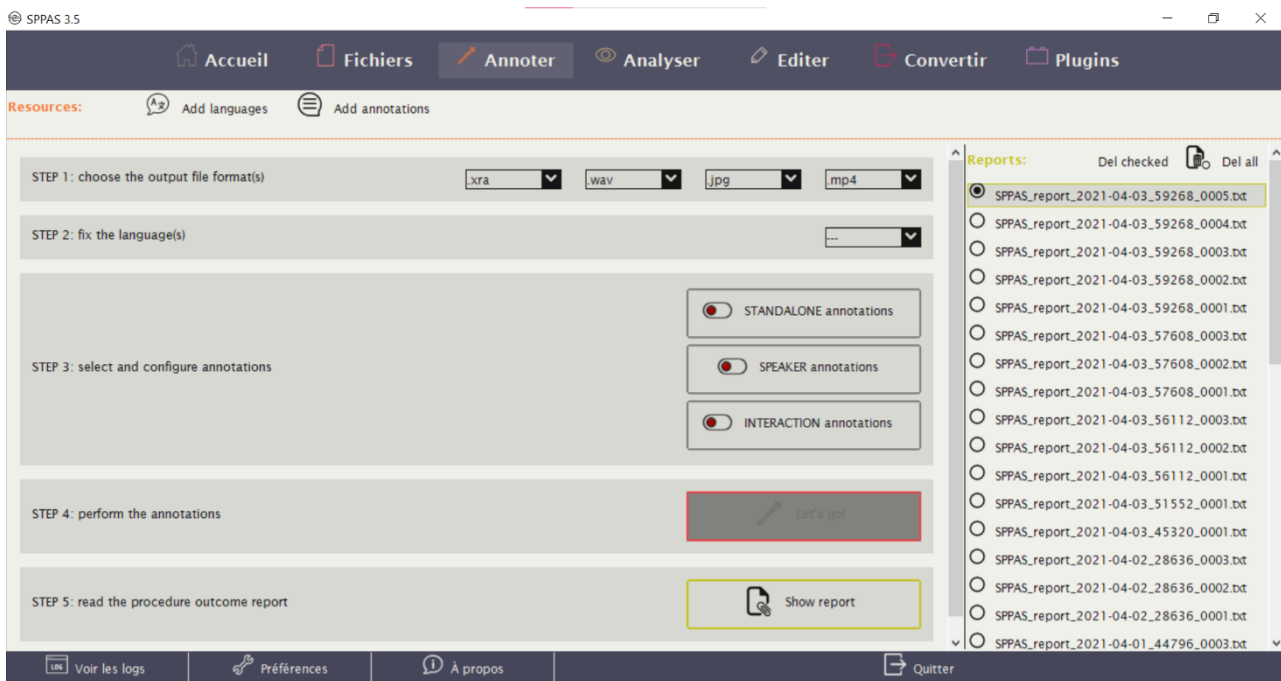 SPPAS 3.5
Accueil Fichiers Annoter Analyser Editer Convertir Plugins
Resources: Add languages Add annotations
STEP 1: choose the output file format(s) .xra .wav .jpg .mp4
STEP 2: fix the language(s) ---
STEP 3: select and configure annotations
STANDALONE annotations
SPEAKER annotations
INTERACTION annotations
STEP 4: perform the annotations Let's go!
STEP 5: read the procedure outcome report Show report
Reports: Del checked Del all
SPPAS_report_2021-04-03_59268_0005.txt
SPPAS_report_2021-04-03_59268_0004.txt
SPPAS_report_2021-04-03_59268_0003.txt
SPPAS_report_2021-04-03_59268_0002.txt
SPPAS_report_2021-04-03_59268_0001.txt
SPPAS_report_2021-04-03_57608_0003.txt
SPPAS_report_2021-04-03_57608_0002.txt
SPPAS_report_2021-04-03_57608_0001.txt
SPPAS_report_2021-04-03_56112_0003.txt
SPPAS_report_2021-04-03_56112_0002.txt
SPPAS_report_2021-04-03_56112_0001.txt
SPPAS_report_2021-04-03_51552_0001.txt
SPPAS_report_2021-04-03_45320_0001.txt
SPPAS_report_2021-04-02_28636_0003.txt
SPPAS_report_2021-04-02_28636_0002.txt
SPPAS_report_2021-04-02_28636_0001.txt
SPPAS_report_2021-04-01_44796_0003.txt
LOG Voir les logs Préférences À propos Quitter